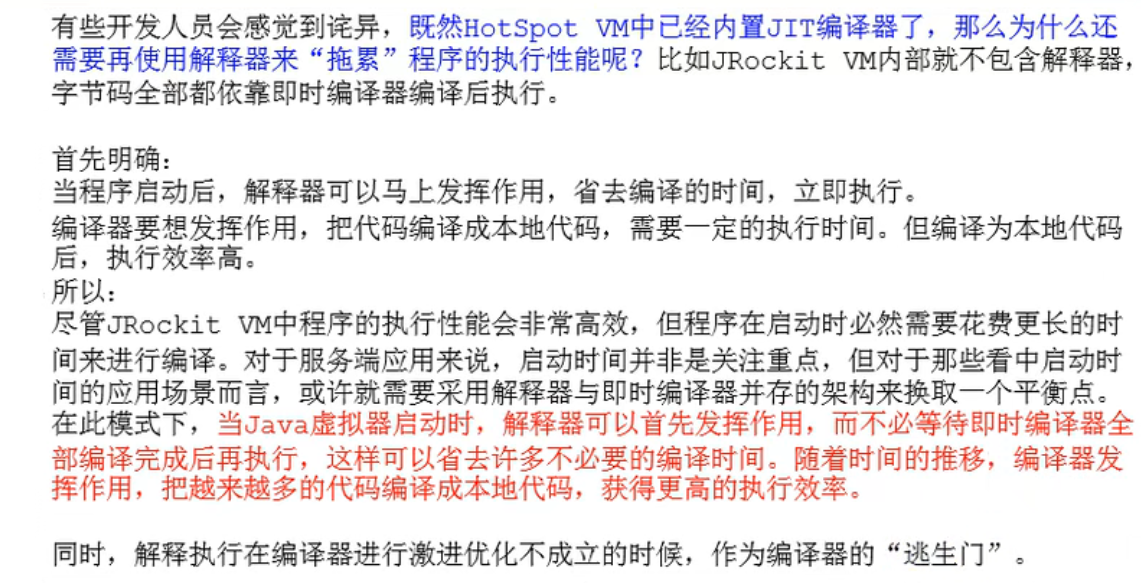 有些开发人员会感觉到诧异，既然HotSpot VM中已经内置JIT编译器了，那么为什么还
需要再使用解释器来“拖累”程序的执行性能呢？比如JRockit VM内部就不包含解释器，
字节码全部都依靠即时编译器编译后执行。
首先明确：
当程序启动后，解释器可以马上发挥作用，省去编译的时间，立即执行。
编译器要想发挥作用，把代码编译成本地代码，需要一定的执行时间。但编译为本地代码
后，执行效率高。
所以：
尽管JRockit VM中程序的执行性能会非常高效，但程序在启动时必然需要花费更长的时
间来进行编译。对于服务端应用来说，启动时间并非是关注重点，但对于那些看中启动时
间的应用场景而言，或许就需要采用解释器与即时编译器并存的架构来换取一个平衡点。
在此模式下，当Java虚拟器启动时，解释器可以首先发挥作用，而不必等待即时编译器全
部编译完成后再执行，这样可以省去许多不必要的编译时间。随着时间的推移，编译器发
挥作用，把越来越多的代码编译成本地代码，获得更高的执行效率。
同时，解释执行在编译器进行激进优化不成立的时候，作为编译器的“逃生门”。